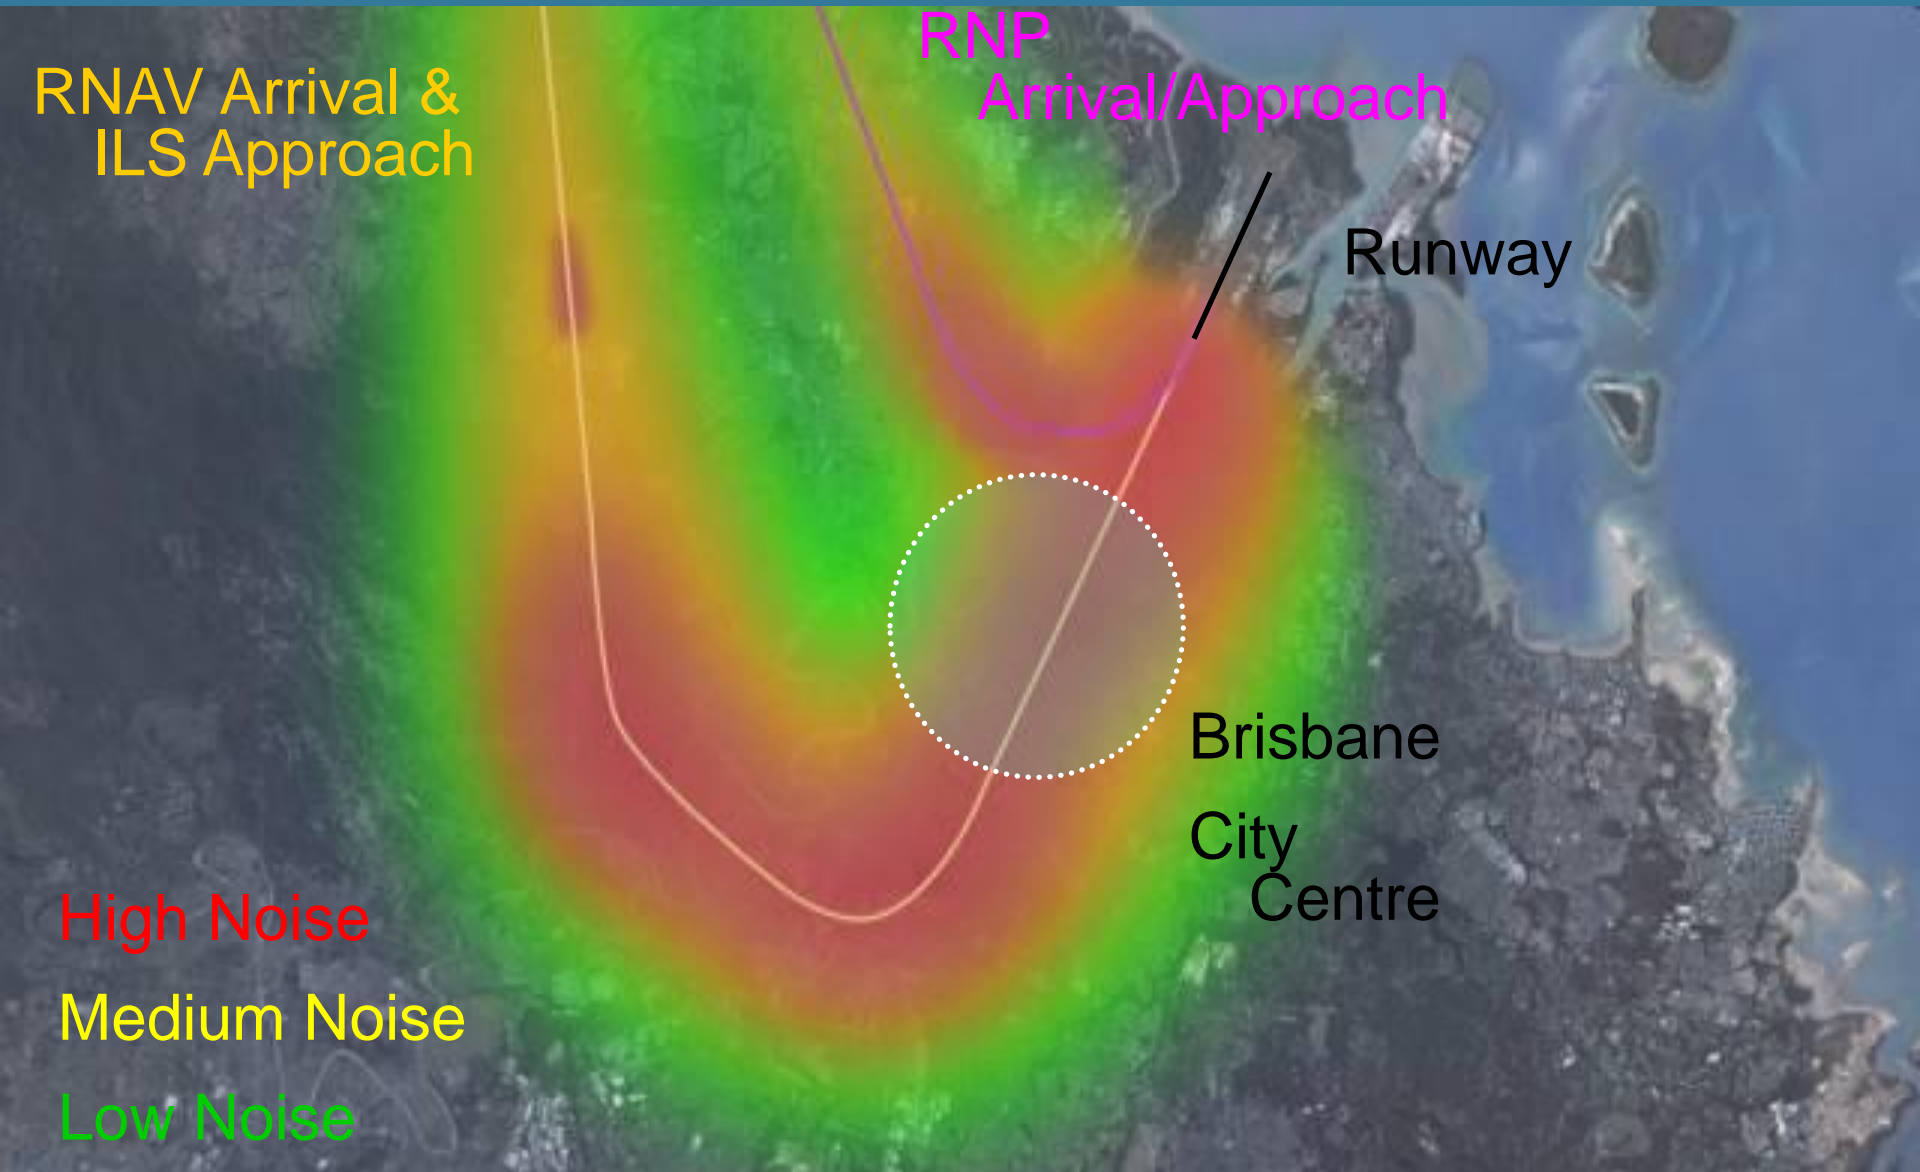 RNAV Arrival &
ILS Approach
RNP
Arrival/Approach
Runway
Brisbane
City
Centre
High Noise
Medium Noise
Low Noise